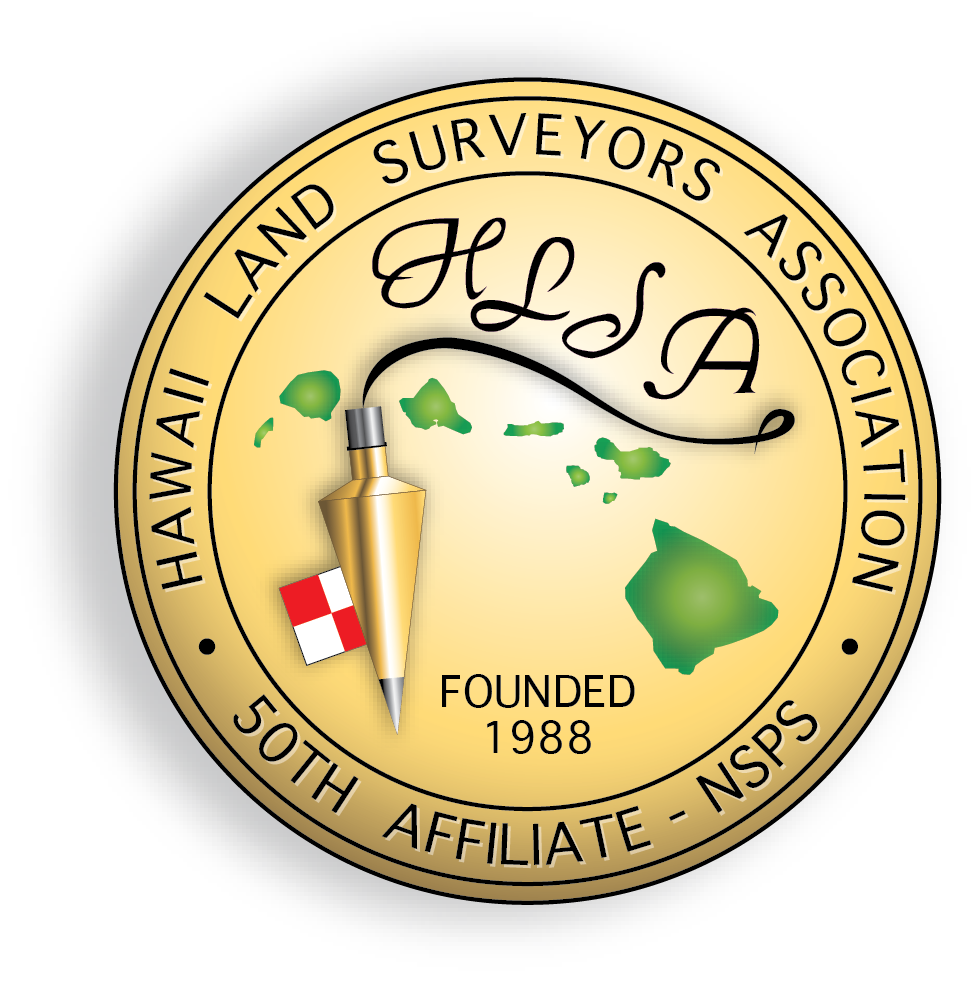 HAWAII LAND SURVEYORS ASSOCIATION
HLSA
FOUNDED
1988
50TH AFFILIATE - NSPS